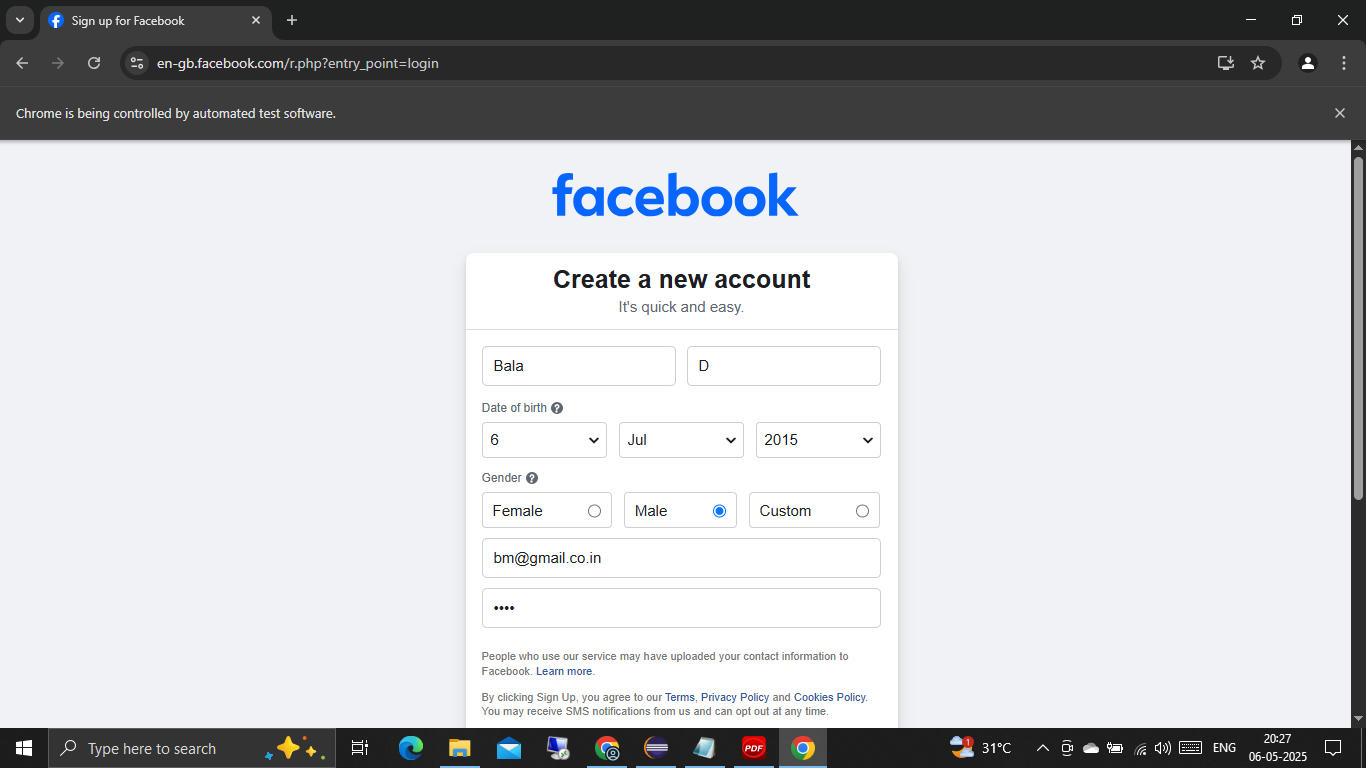 Sign up for Facebook
en-gb.facebook.com/r.php?entry_point=login
Chrome is being controlled by automated test software.
facebook
Create a new account
It's quick and easy.
Bala D
Date of birth ?
6 Jul 2015
Gender ?
Female Male Custom
bm@gmail.co.in
••••
People who use our service may have uploaded your contact information to
Facebook. Learn more.
By clicking Sign Up, you agree to our Terms, Privacy Policy and Cookies Policy.
You may receive SMS notifications from us and can opt out at any time.
Type here to search PDF 1 31°C ENG 20:27
06-05-2025